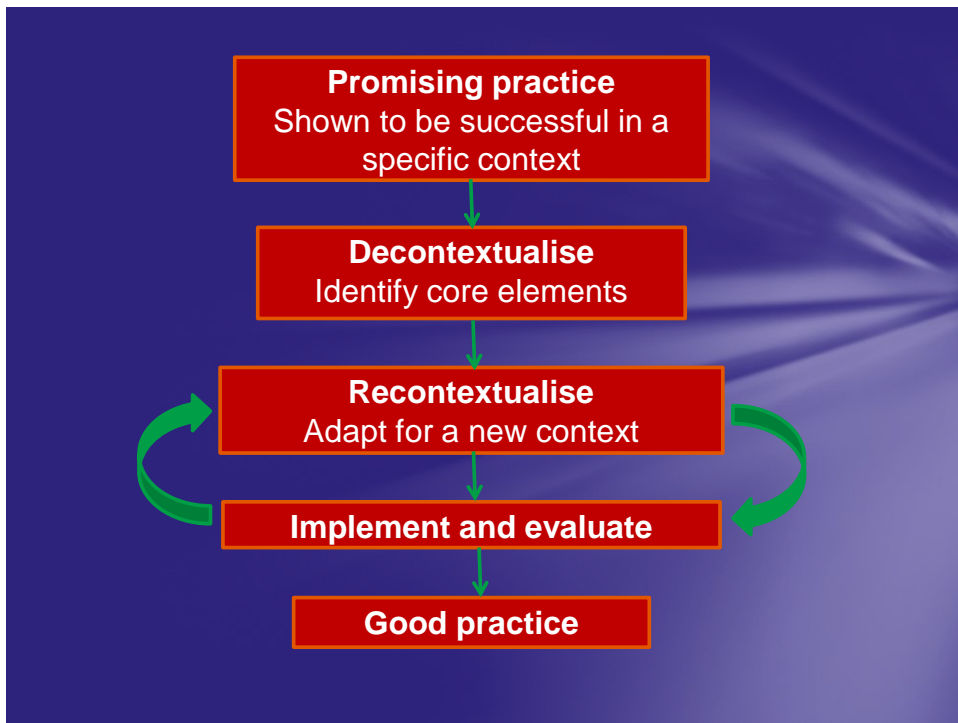 Promising practice
Shown to be successful in a
specific context
Decontextualise
Identify core elements
Recontextualise
Adapt for a new context
Implement and evaluate
Good practice